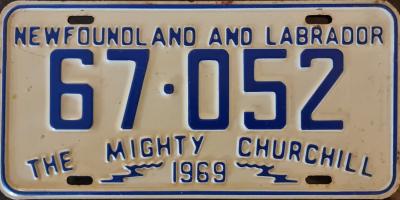 NEWFOUNDLAND AND LABRADOR
67·052
THE MIGHTY CHURCHILL
1969